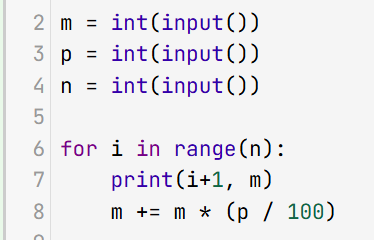 2 m = int(input())
3 p = int(input())
4 n = int(input())
5
6 for i in range(n):
7     print(i+1, m)
8     m += m * (p / 100)